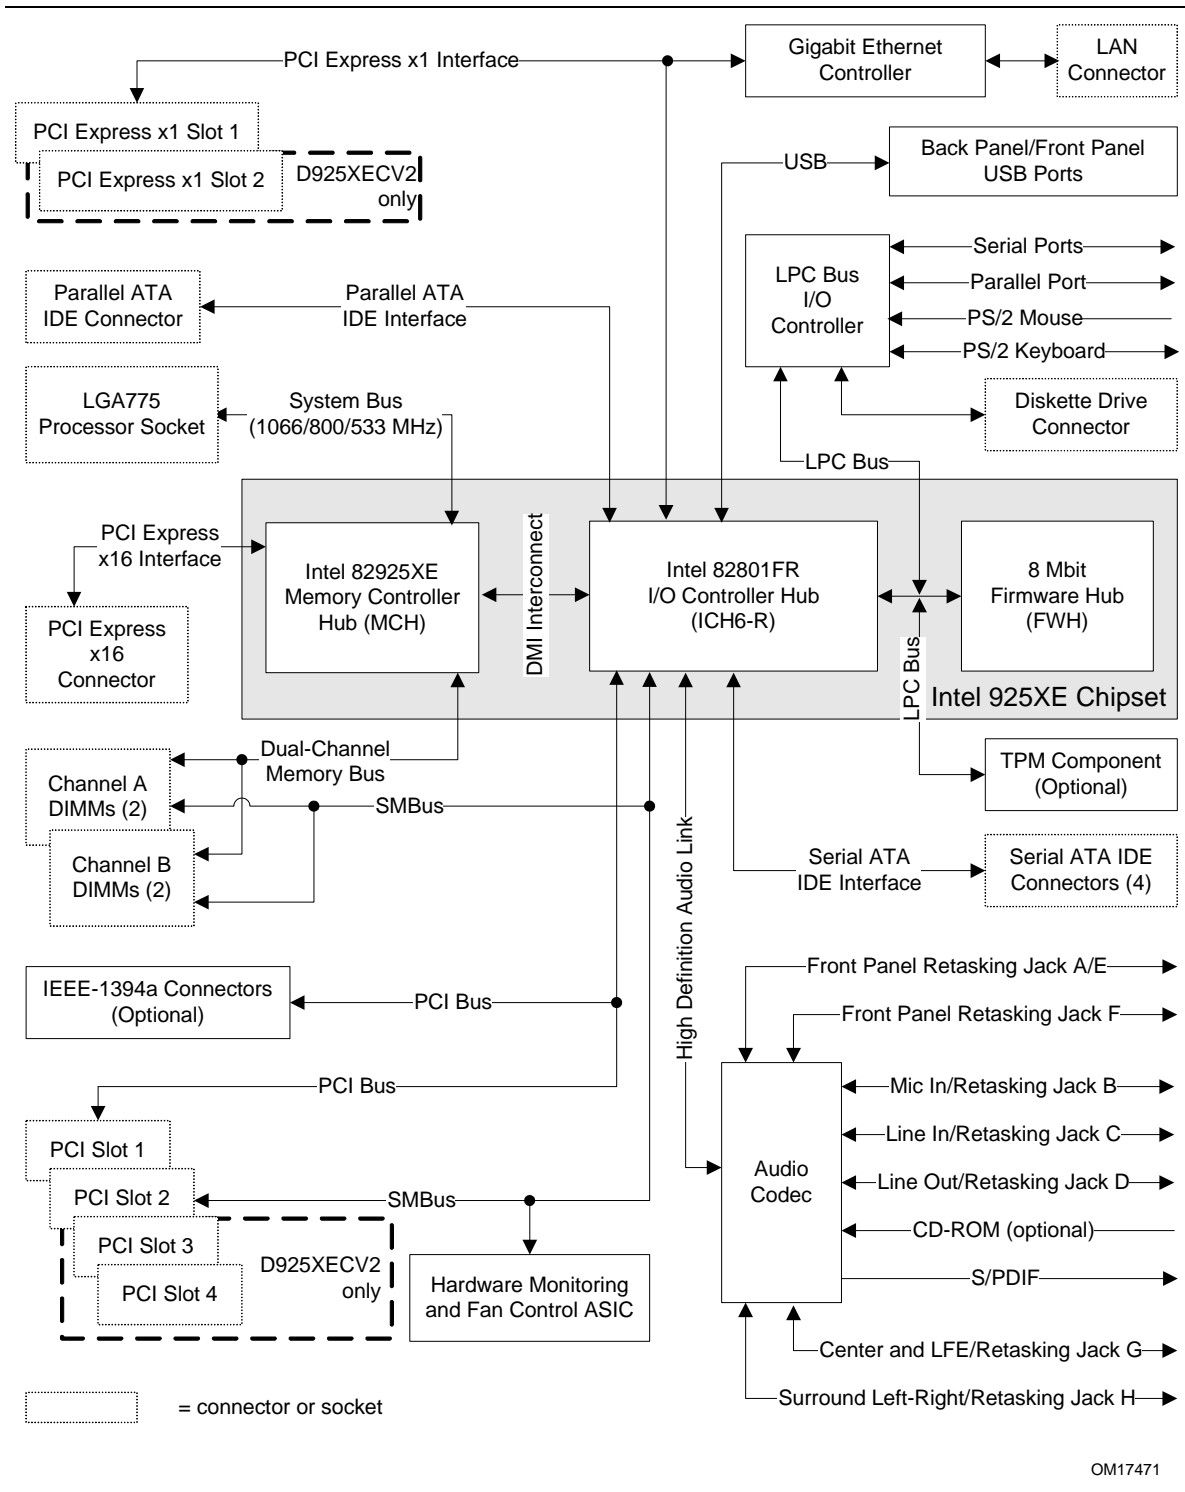 PCI Express x1 Interface
Gigabit Ethernet
Controller
LAN
Connector
PCI Express x1 Slot 1
PCI Express x1 Slot 2
D925XECV2
only
USB
Back Panel/Front Panel
USB Ports
LPC Bus
I/O
Controller
Serial Ports
Parallel Port
PS/2 Mouse
PS/2 Keyboard
Parallel ATA
IDE Connector
Parallel ATA
IDE Interface
LGA775
Processor Socket
System Bus
(1066/800/533 MHz)
Diskette Drive
Connector
LPC Bus
PCI Express
x16 Interface
PCI Express
x16
Connector
Intel 82925XE
Memory Controller
Hub (MCH)
DMI Interconnect
Intel 82801FR
I/O Controller Hub
(ICH6-R)
8 Mbit
Firmware Hub
(FWH)
LPC Bus
Intel 925XE Chipset
Dual-Channel
Memory Bus
Channel A
DIMMs (2)
SMBus
Channel B
DIMMs (2)
TPM Component
(Optional)
High Definition Audio Link
Serial ATA
IDE Interface
Serial ATA IDE
Connectors (4)
IEEE-1394a Connectors
(Optional)
PCI Bus
PCI Bus
Front Panel Retasking Jack A/E
Front Panel Retasking Jack F
Mic In/Retasking Jack B
Line In/Retasking Jack C
Audio
Codec
Line Out/Retasking Jack D
CD-ROM (optional)
S/PDIF
Center and LFE/Retasking Jack G
Surround Left-Right/Retasking Jack H
PCI Slot 1
PCI Slot 2
SMBus
PCI Slot 3
PCI Slot 4
D925XECV2
only
Hardware Monitoring
and Fan Control ASIC
= connector or socket
OM17471